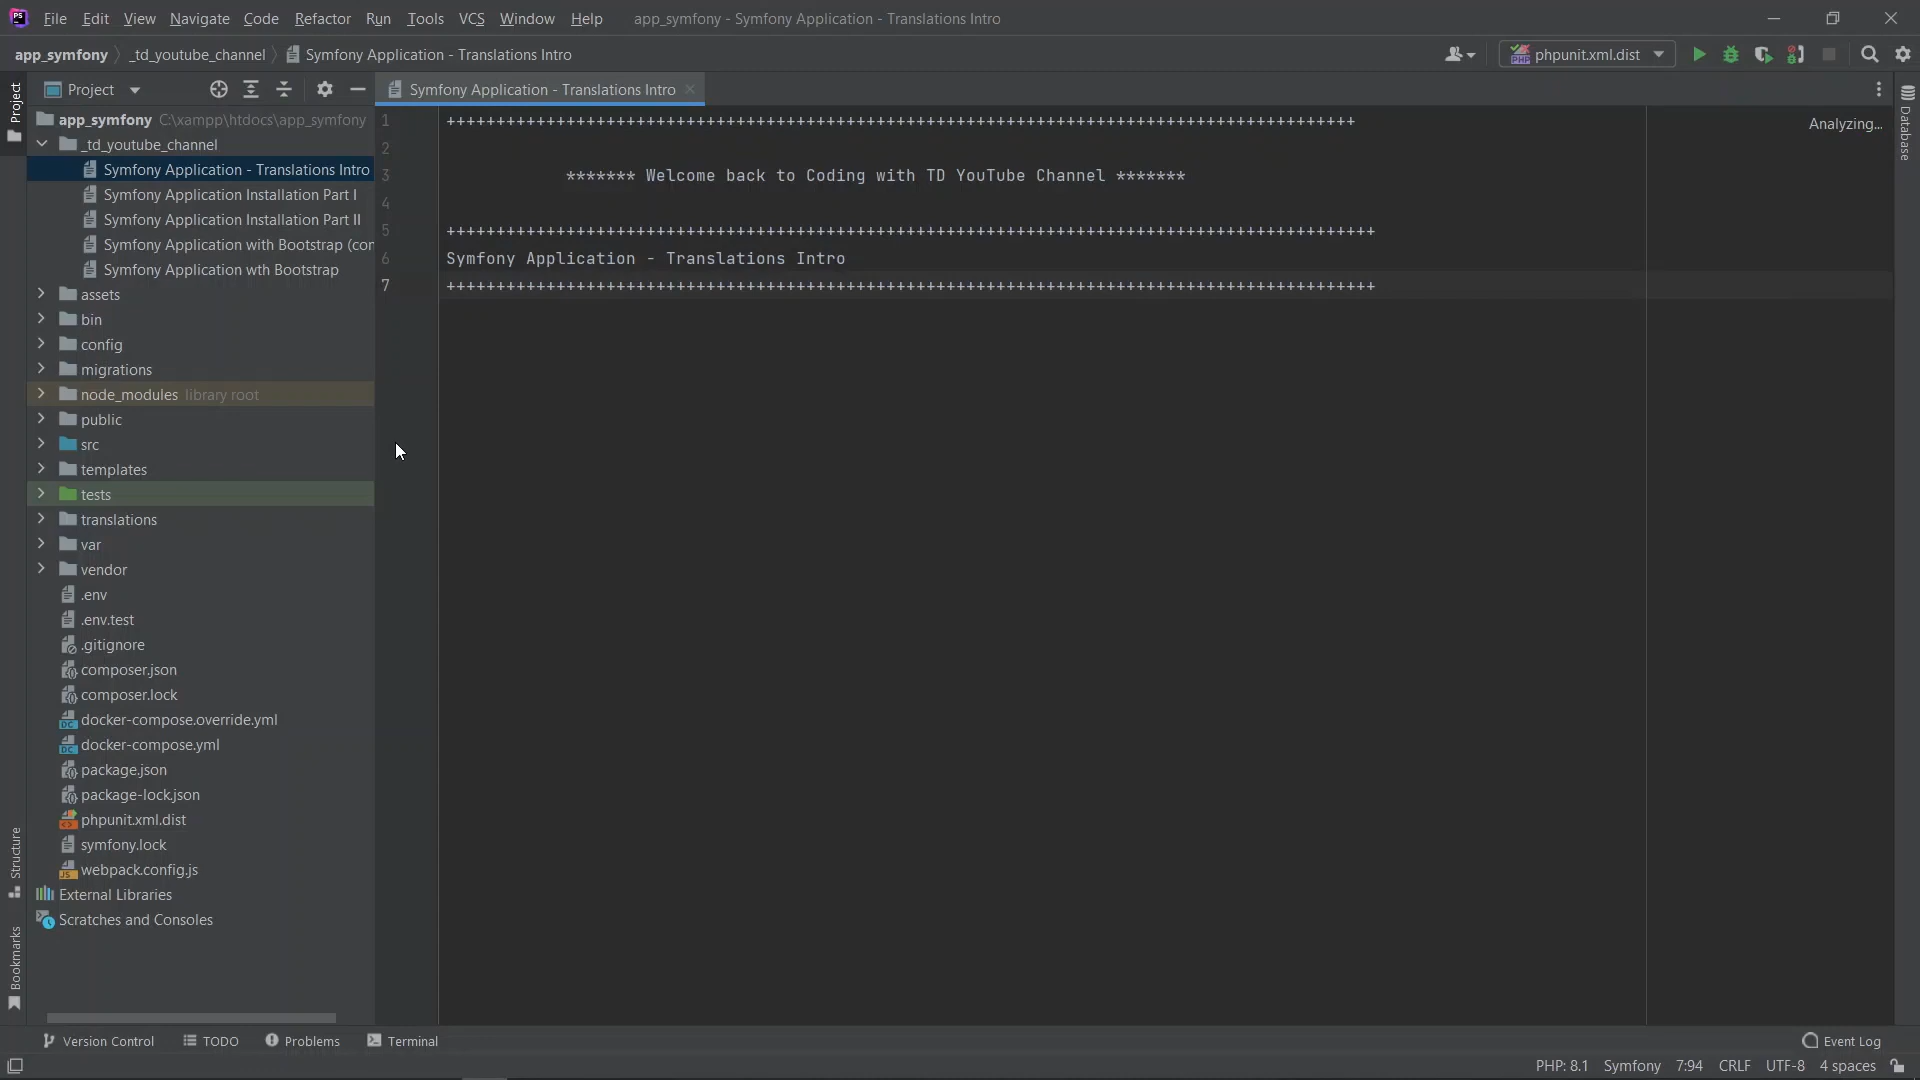 PS File Edit View Navigate Code Refactor Run Tools VCS Window Help app_symfony - Symfony Application - Translations Intro
app_symfony _td_youtube_channel Symfony Application - Translations Intro phpunit.xml.dist
Project
Project
Symfony Application - Translations Intro
Database
app_symfony C:\xampp\htdocs\app_symfony
_td_youtube_channel
Symfony Application - Translations Intro
Symfony Application Installation Part I
Symfony Application Installation Part II
Symfony Application with Bootstrap (con
Symfony Application wth Bootstrap
assets
bin
config
migrations
node_modules library root
public
src
templates
tests
translations
var
vendor
.env
.env.test
.gitignore
composer.json
composer.lock
docker-compose.override.yml
docker-compose.yml
package.json
package-lock.json
phpunit.xml.dist
symfony.lock
webpack.config.js
External Libraries
Scratches and Consoles
Structure
Bookmarks
1 +++++++++++++++++++++++++++++++++++++++++++++++++++++++++++++++++++++++++++++++++++++++++++
2
3 ******* Welcome back to Coding with TD YouTube Channel *******
4
5 +++++++++++++++++++++++++++++++++++++++++++++++++++++++++++++++++++++++++++++++++++++++++++++
6 Symfony Application - Translations Intro
7 +++++++++++++++++++++++++++++++++++++++++++++++++++++++++++++++++++++++++++++++++++++++++++++
Analyzing...
Version Control TODO Problems Terminal Event Log
PHP: 8.1 Symfony 7:94 CRLF UTF-8 4 spaces